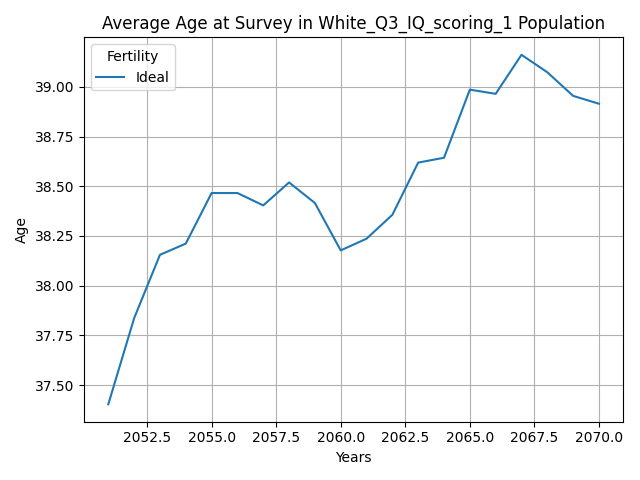 Average Age at Survey in White_Q3_IQ_scoring_1 Population
Fertility
Ideal
Age
39.00
38.75
38.50
38.25
38.00
37.75
37.50
2052.5 2055.0 2057.5 2060.0 2062.5 2065.0 2067.5 2070.0
Years